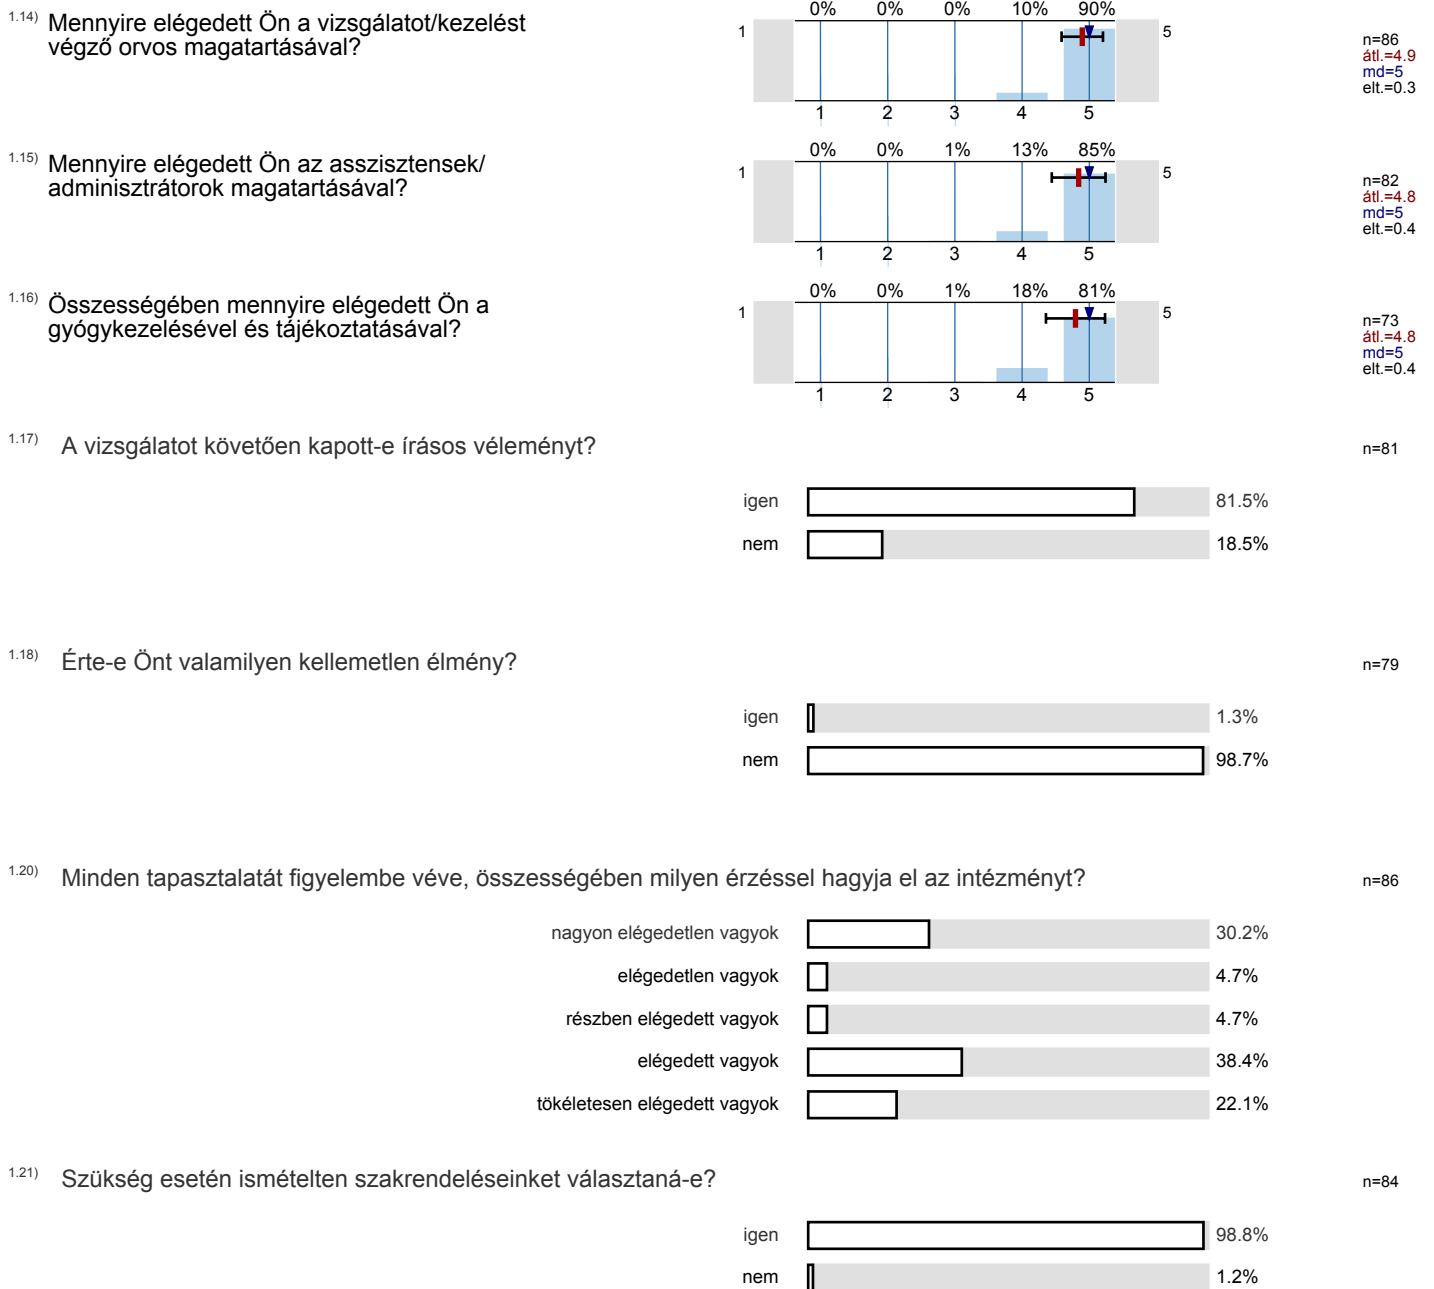 1.14) Mennyire elégedett Ön a vizsgálatot/kezelést
végző orvos magatartásával?
0% 0% 0% 10% 90%
1 5
1 2 3 4 5
n=86
átl.=4.9
md=5
elt.=0.3
1.15) Mennyire elégedett Ön az asszisztensek/
adminisztrátorok magatartásával?
0% 0% 1% 13% 85%
1 5
1 2 3 4 5
n=82
átl.=4.8
md=5
elt.=0.4
1.16) Összességében mennyire elégedett Ön a
gyógykezelésével és tájékoztatásával?
0% 0% 1% 18% 81%
1 5
1 2 3 4 5
n=73
átl.=4.8
md=5
elt.=0.4
1.17) A vizsgálatot követően kapott-e írásos véleményt? n=81
igen 81.5%
nem 18.5%
1.18) Érte-e Önt valamilyen kellemetlen élmény? n=79
igen 1.3%
nem 98.7%
1.20) Minden tapasztalatát figyelembe véve, összességében milyen érzéssel hagyja el az intézményt? n=86
nagyon elégedetlen vagyok 30.2%
elégedetlen vagyok 4.7%
részben elégedett vagyok 4.7%
elégedett vagyok 38.4%
tökéletesen elégedett vagyok 22.1%
1.21) Szükség esetén ismételten szakrendeléseinket választaná-e? n=84
igen 98.8%
nem 1.2%